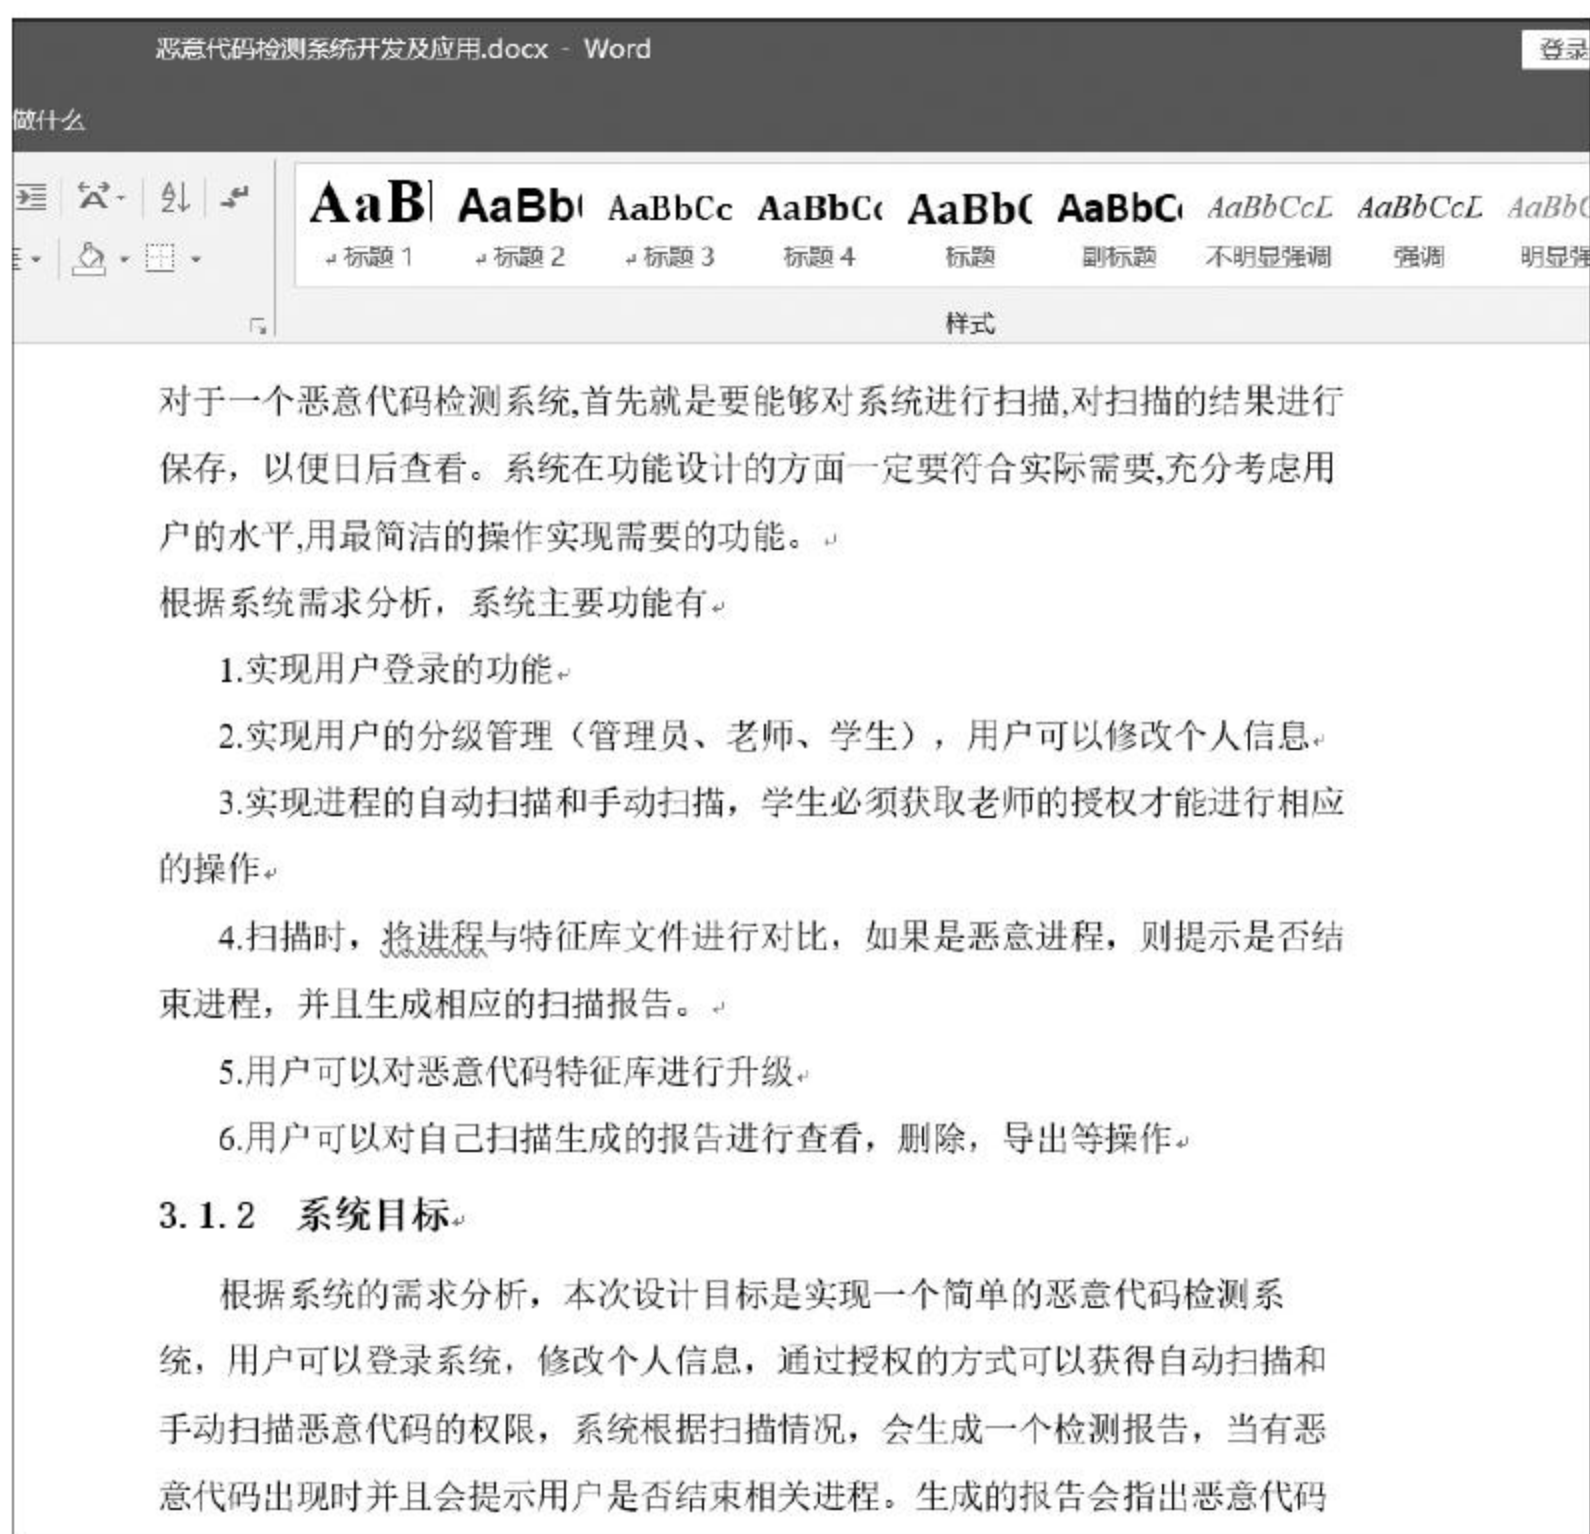 恶意代码检测系统开发及应用.docx - Word
登录
做什么
AaB AaBb AaBbCc AaBbC AaBb AaBbC AaBbCcL AaBbCcL AaBb
标题 1 标题 2 标题 3 标题 4 标题 副标题 不明显强调 强调 明显强
样式
对于一个恶意代码检测系统,首先就是要能够对系统进行扫描,对扫描的结果进行
保存，以便日后查看。系统在功能设计的方面一定要符合实际需要,充分考虑用
户的水平,用最简洁的操作实现需要的功能。
根据系统需求分析，系统主要功能有
1.实现用户登录的功能
2.实现用户的分级管理（管理员、老师、学生），用户可以修改个人信息
3.实现进程的自动扫描和手动扫描，学生必须获取老师的授权才能进行相应
的操作
4.扫描时，将进程与特征库文件进行对比，如果是恶意进程，则提示是否结
束进程，并且生成相应的扫描报告。
5.用户可以对恶意代码特征库进行升级
6.用户可以对自己扫描生成的报告进行查看，删除，导出等操作
3.1.2 系统目标
根据系统的需求分析，本次设计目标是实现一个简单的恶意代码检测系
统，用户可以登录系统，修改个人信息，通过授权的方式可以获得自动扫描和
手动扫描恶意代码的权限，系统根据扫描情况，会生成一个检测报告，当有恶
意代码出现时并且会提示用户是否结束相关进程。生成的报告会指出恶意代码